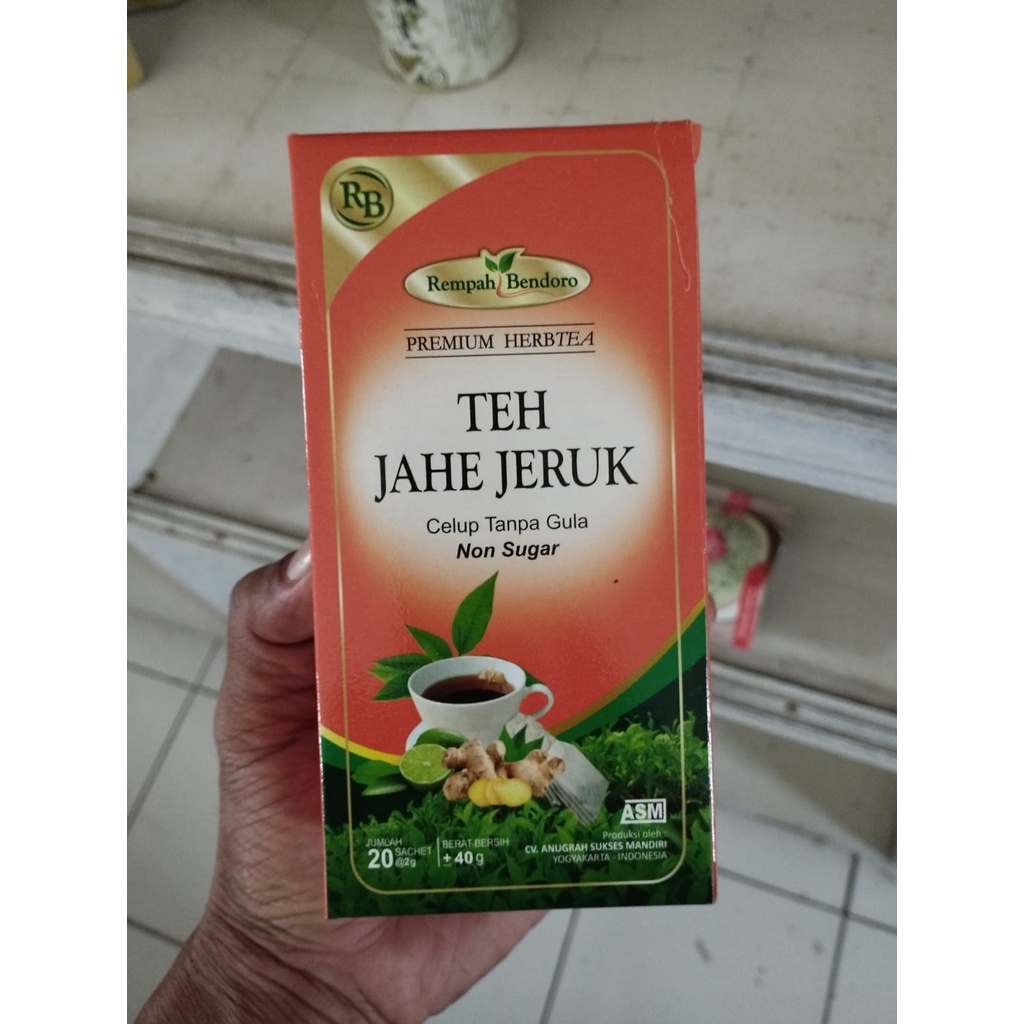 RB
Rempah Bendoro
PREMIUM HERBTEA
TEH
JAHE JERUK
Celup Tanpa Gula
Non Sugar
ASM
JUMLAH
20 SACHET
@2g
BERAT BERSIH
+ 40 g
Produksi oleh :
CV. ANUGRAH SUKSES MANDIRI
YOGYAKARTA - INDONESIA